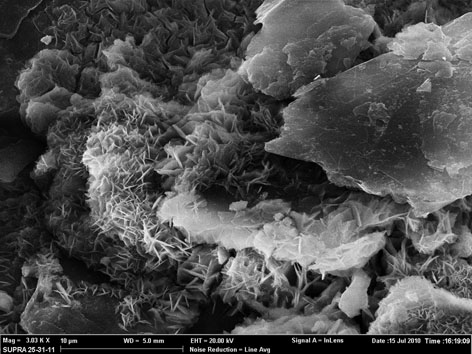 Mag = 3.03 K X 10 µm WD = 5.0 mm EHT = 20.00 kV Signal A = InLens Date :15 Jul 2010 Time :16:19:09
SUPRA 25-31-11 Noise Reduction = Line Avg